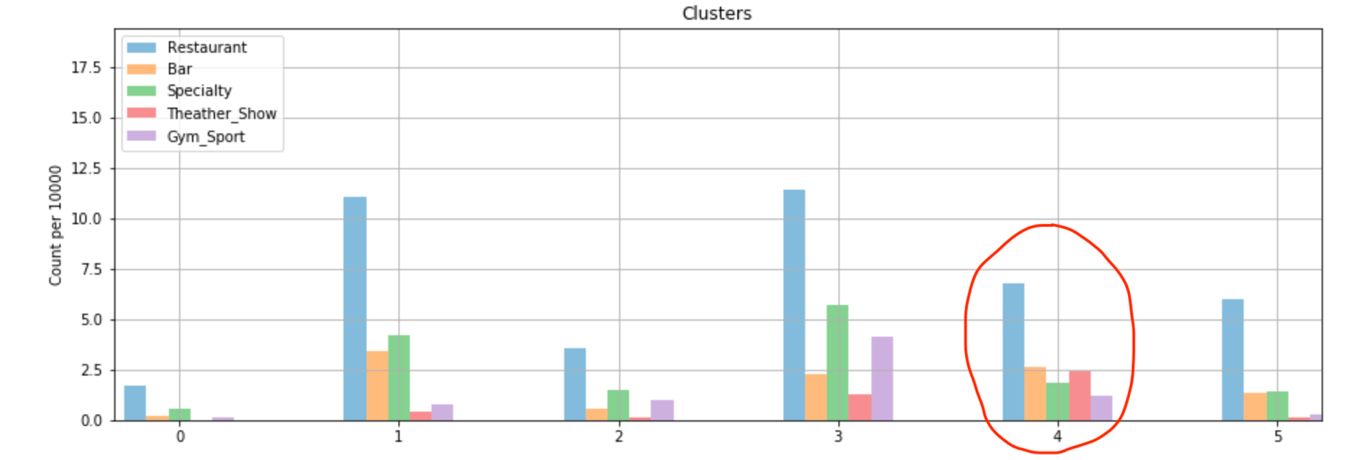 Clusters
Restaurant
Bar
Specialty
Theather_Show
Gym_Sport
Count per 10000
17.5
15.0
12.5
10.0
7.5
5.0
2.5
0.0
0 1 2 3 4 5